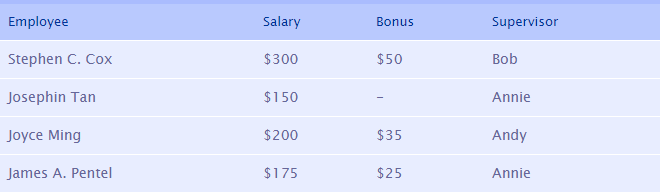 Employee Salary Bonus Supervisor
Stephen C. Cox $300 $50 Bob
Josephin Tan $150 – Annie
Joyce Ming $200 $35 Andy
James A. Pentel $175 $25 Annie